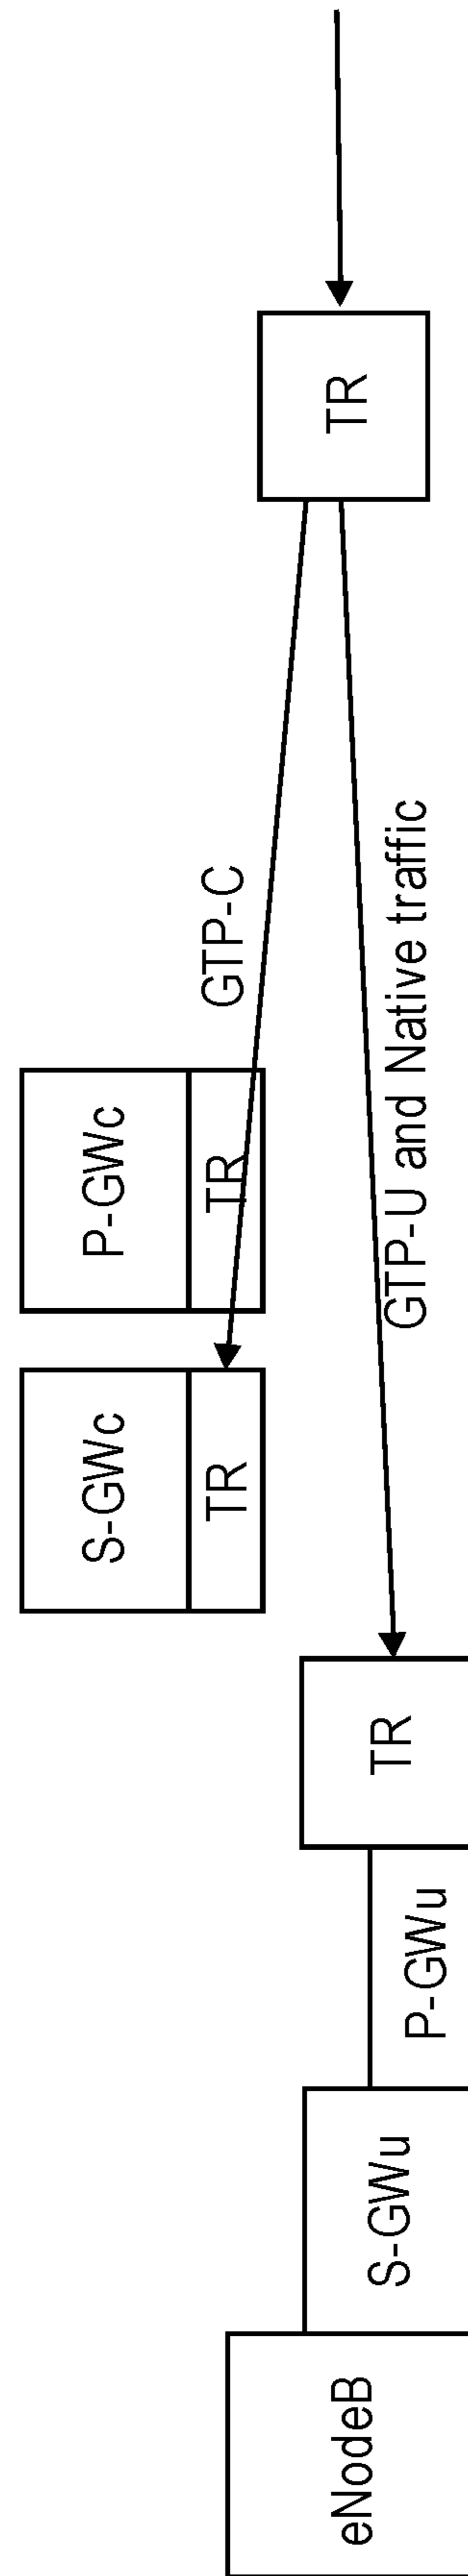 S-GWc
P-GWc
TR
TR
GTP-C
TR
eNodeB
S-GWu
P-GWu
TR
GTP-U and Native traffic